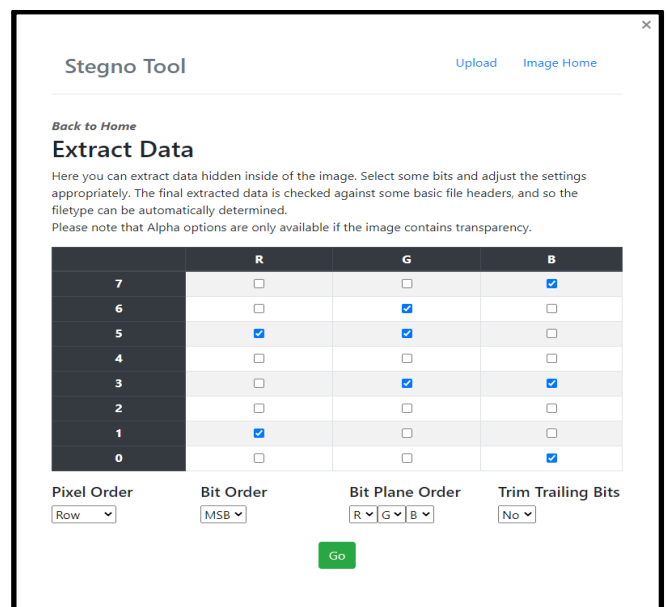 ×
Stegno Tool Upload Image Home
Back to Home
Extract Data
Here you can extract data hidden inside of the image. Select some bits and adjust the settings
appropriately. The final extracted data is checked against some basic file headers, and so the
filetype can be automatically determined.
Please note that Alpha options are only available if the image contains transparency.
R G B
7
6
5
4
3
2
1
0
Pixel Order Bit Order Bit Plane Order Trim Trailing Bits
Row MSB R G B No
Go